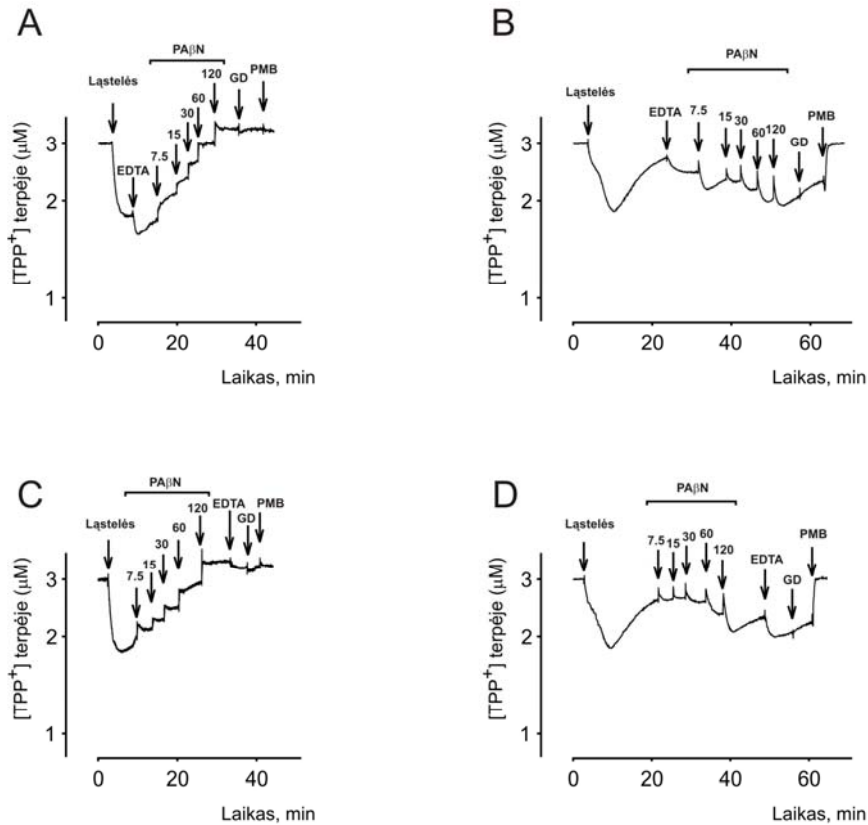 A
PAβN
Ląstelės
EDTA
7.5
15
30
60
120
GD
PMB
[TPP+] terpėje (µM)
3
2
1
0 20 40
Laikas, min
B
PAβN
Ląstelės
EDTA
7.5
15
30
60
120
GD
PMB
[TPP+] terpėje (µM)
3
2
1
0 20 40 60
Laikas, min
C
PAβN
Ląstelės
7.5
15
30
60
120
EDTA
GD
PMB
[TPP+] terpėje (µM)
3
2
1
0 20 40
Laikas, min
D
PAβN
Ląstelės
7.5
15
30
60
120
EDTA
GD
PMB
[TPP+] terpėje (µM)
3
2
1
0 20 40 60
Laikas, min